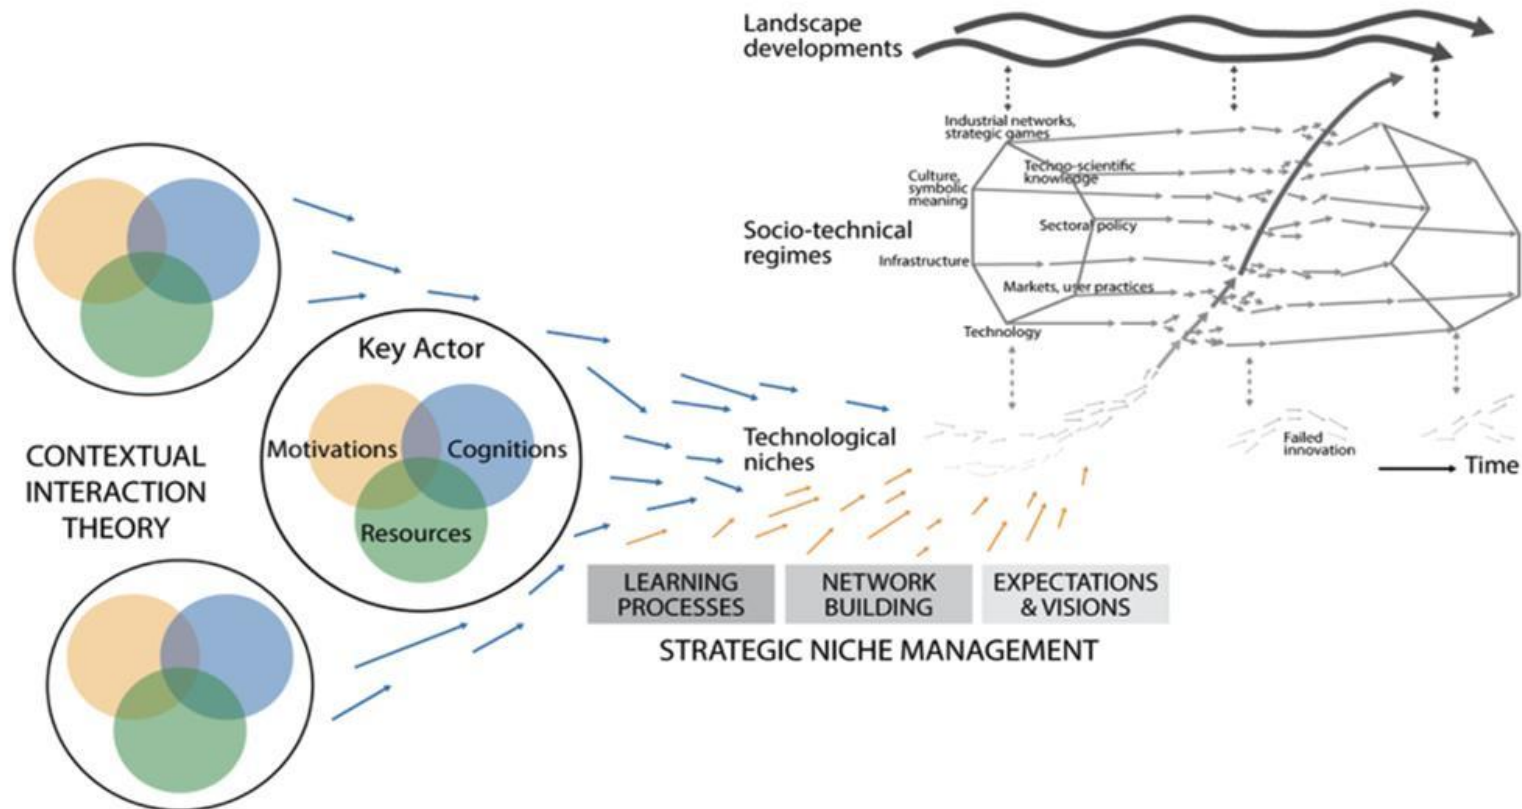 Landscape
developments
Industrial networks,
strategic games
Techno-scientific
knowledge
Culture,
symbolic
meaning
Sectoral policy
Socio-technical
regimes
Infrastructure
Markets, user practices
Technology
Key Actor
Motivations
Cognitions
Resources
CONTEXTUAL
INTERACTION
THEORY
Technological
niches
Failed
innovation
Time
LEARNING
PROCESSES
NETWORK
BUILDING
EXPECTATIONS
& VISIONS
STRATEGIC NICHE MANAGEMENT